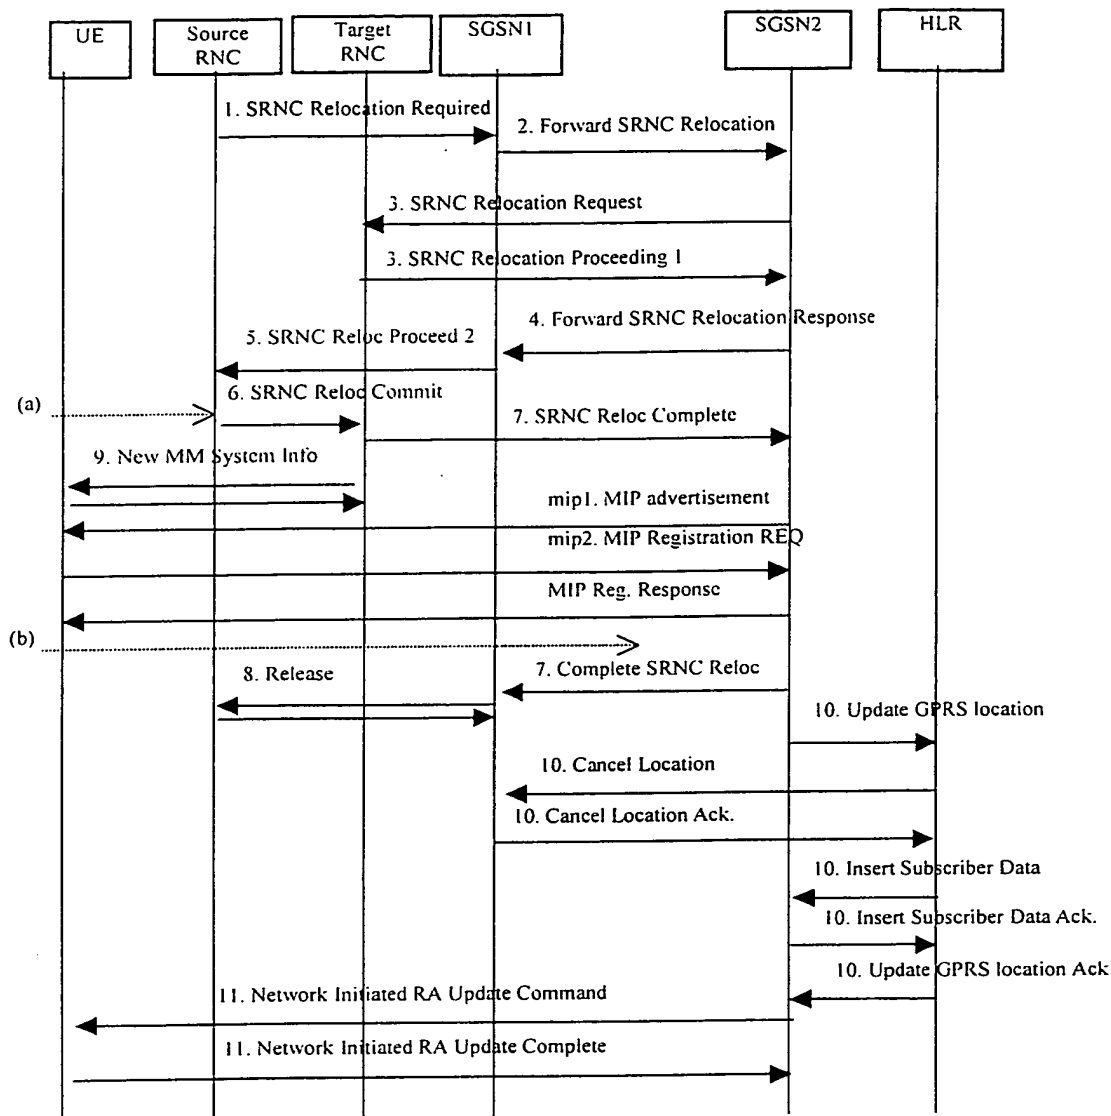 UE
Source
RNC
Target
RNC
SGSN1
SGSN2
HLR
1. SRNC Relocation Required
2. Forward SRNC Relocation
3. SRNC Relocation Request
3. SRNC Relocation Proceeding 1
4. Forward SRNC Relocation Response
5. SRNC Reloc Proceed 2
(a)
6. SRNC Reloc Commit
7. SRNC Reloc Complete
9. New MM System Info
mip1. MIP advertisement
mip2. MIP Registration REQ
MIP Reg. Response
(b)
7. Complete SRNC Reloc
8. Release
10. Update GPRS location
10. Cancel Location
10. Cancel Location Ack.
10. Insert Subscriber Data
10. Insert Subscriber Data Ack.
10. Update GPRS location Ack
11. Network Initiated RA Update Command
11. Network Initiated RA Update Complete